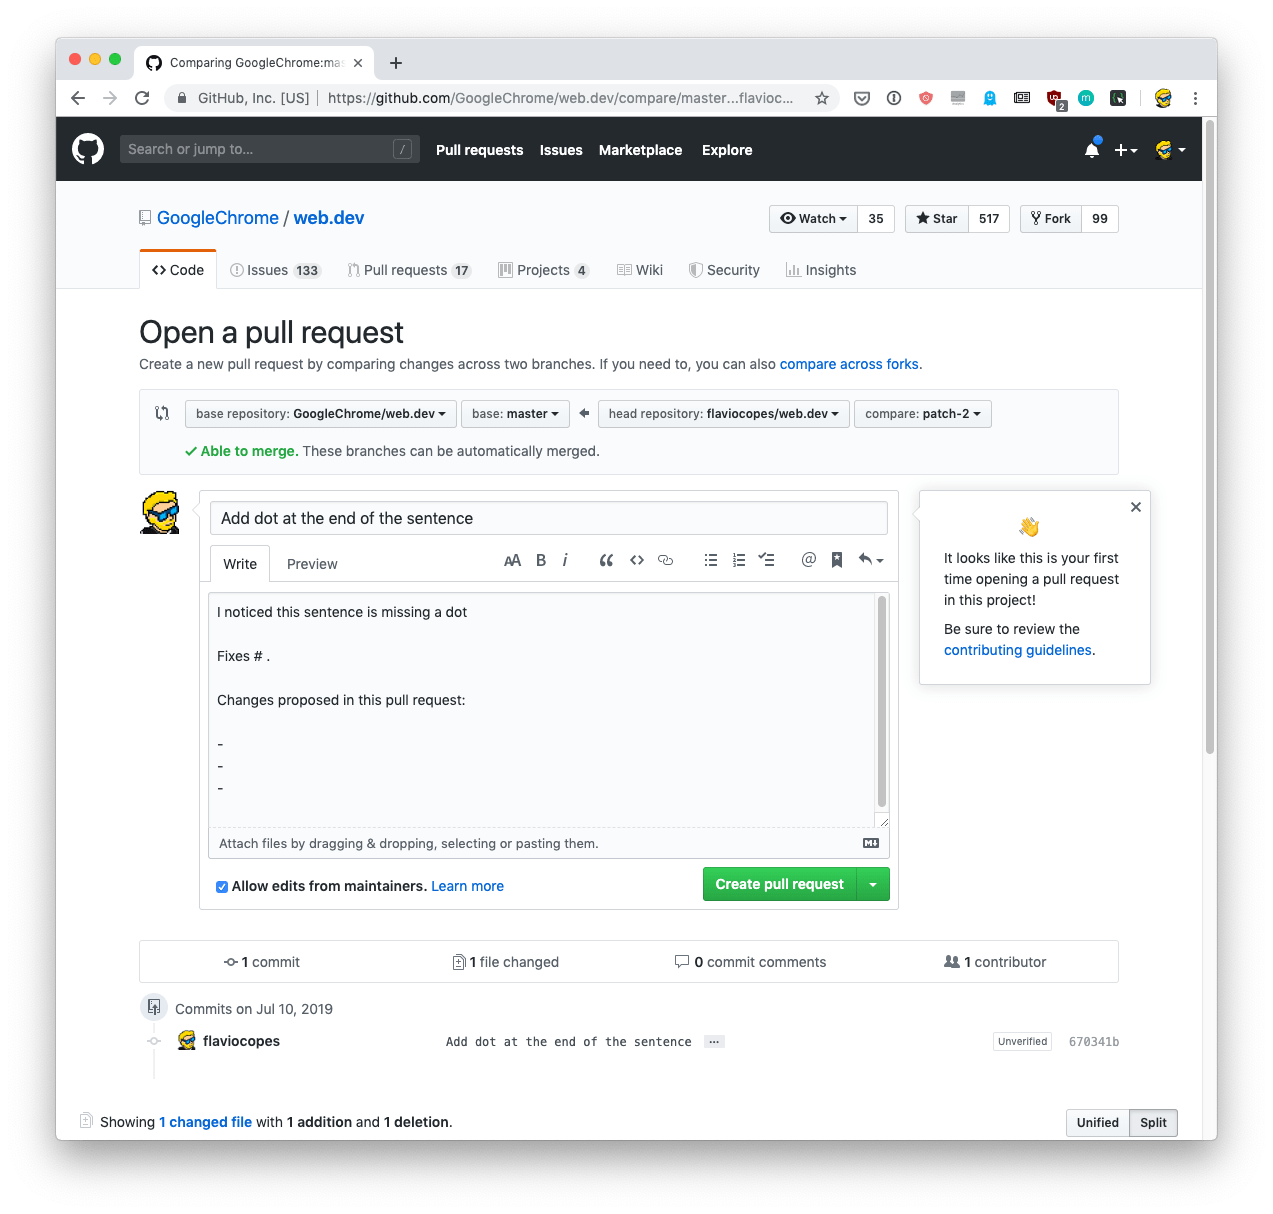 Comparing GoogleChrome:mas
GitHub, Inc. [US] https://github.com/GoogleChrome/web.dev/compare/master...flavioc...
2
m
Search or jump to... / Pull requests Issues Marketplace Explore
GoogleChrome / web.dev Watch 35 Star 517 Fork 99
Code Issues 133 Pull requests 17 Projects 4 Wiki Security Insights
Open a pull request
Create a new pull request by comparing changes across two branches. If you need to, you can also compare across forks.
base repository: GoogleChrome/web.dev base: master head repository: flaviocopes/web.dev compare: patch-2
Able to merge. These branches can be automatically merged.
Add dot at the end of the sentence
Write Preview AA B i @
I noticed this sentence is missing a dot
Fixes # .
Changes proposed in this pull request:
-
-
-
Attach files by dragging & dropping, selecting or pasting them.
Allow edits from maintainers. Learn more Create pull request
It looks like this is your first
time opening a pull request
in this project!
Be sure to review the
contributing guidelines.
1 commit 1 file changed 0 commit comments 1 contributor
Commits on Jul 10, 2019
flaviocopes Add dot at the end of the sentence ... Unverified 670341b
Showing 1 changed file with 1 addition and 1 deletion. Unified Split